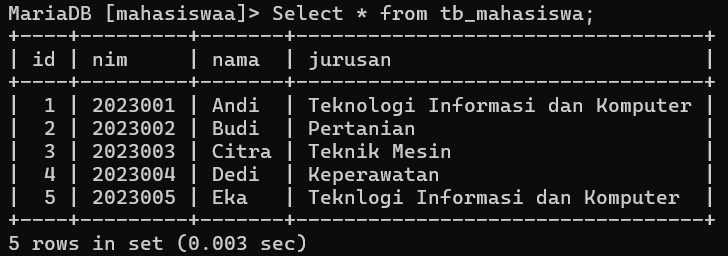 MariaDB [mahasiswaa]> Select * from tb_mahasiswa;
+----+---------+-------+----------------------------------+
| id | nim     | nama  | jurusan                          |
+----+---------+-------+----------------------------------+
|  1 | 2023001 | Andi  | Teknologi Informasi dan Komputer |
|  2 | 2023002 | Budi  | Pertanian                        |
|  3 | 2023003 | Citra | Teknik Mesin                     |
|  4 | 2023004 | Dedi  | Keperawatan                      |
|  5 | 2023005 | Eka   | Teknlogi Informasi dan Komputer  |
+----+---------+-------+----------------------------------+
5 rows in set (0.003 sec)